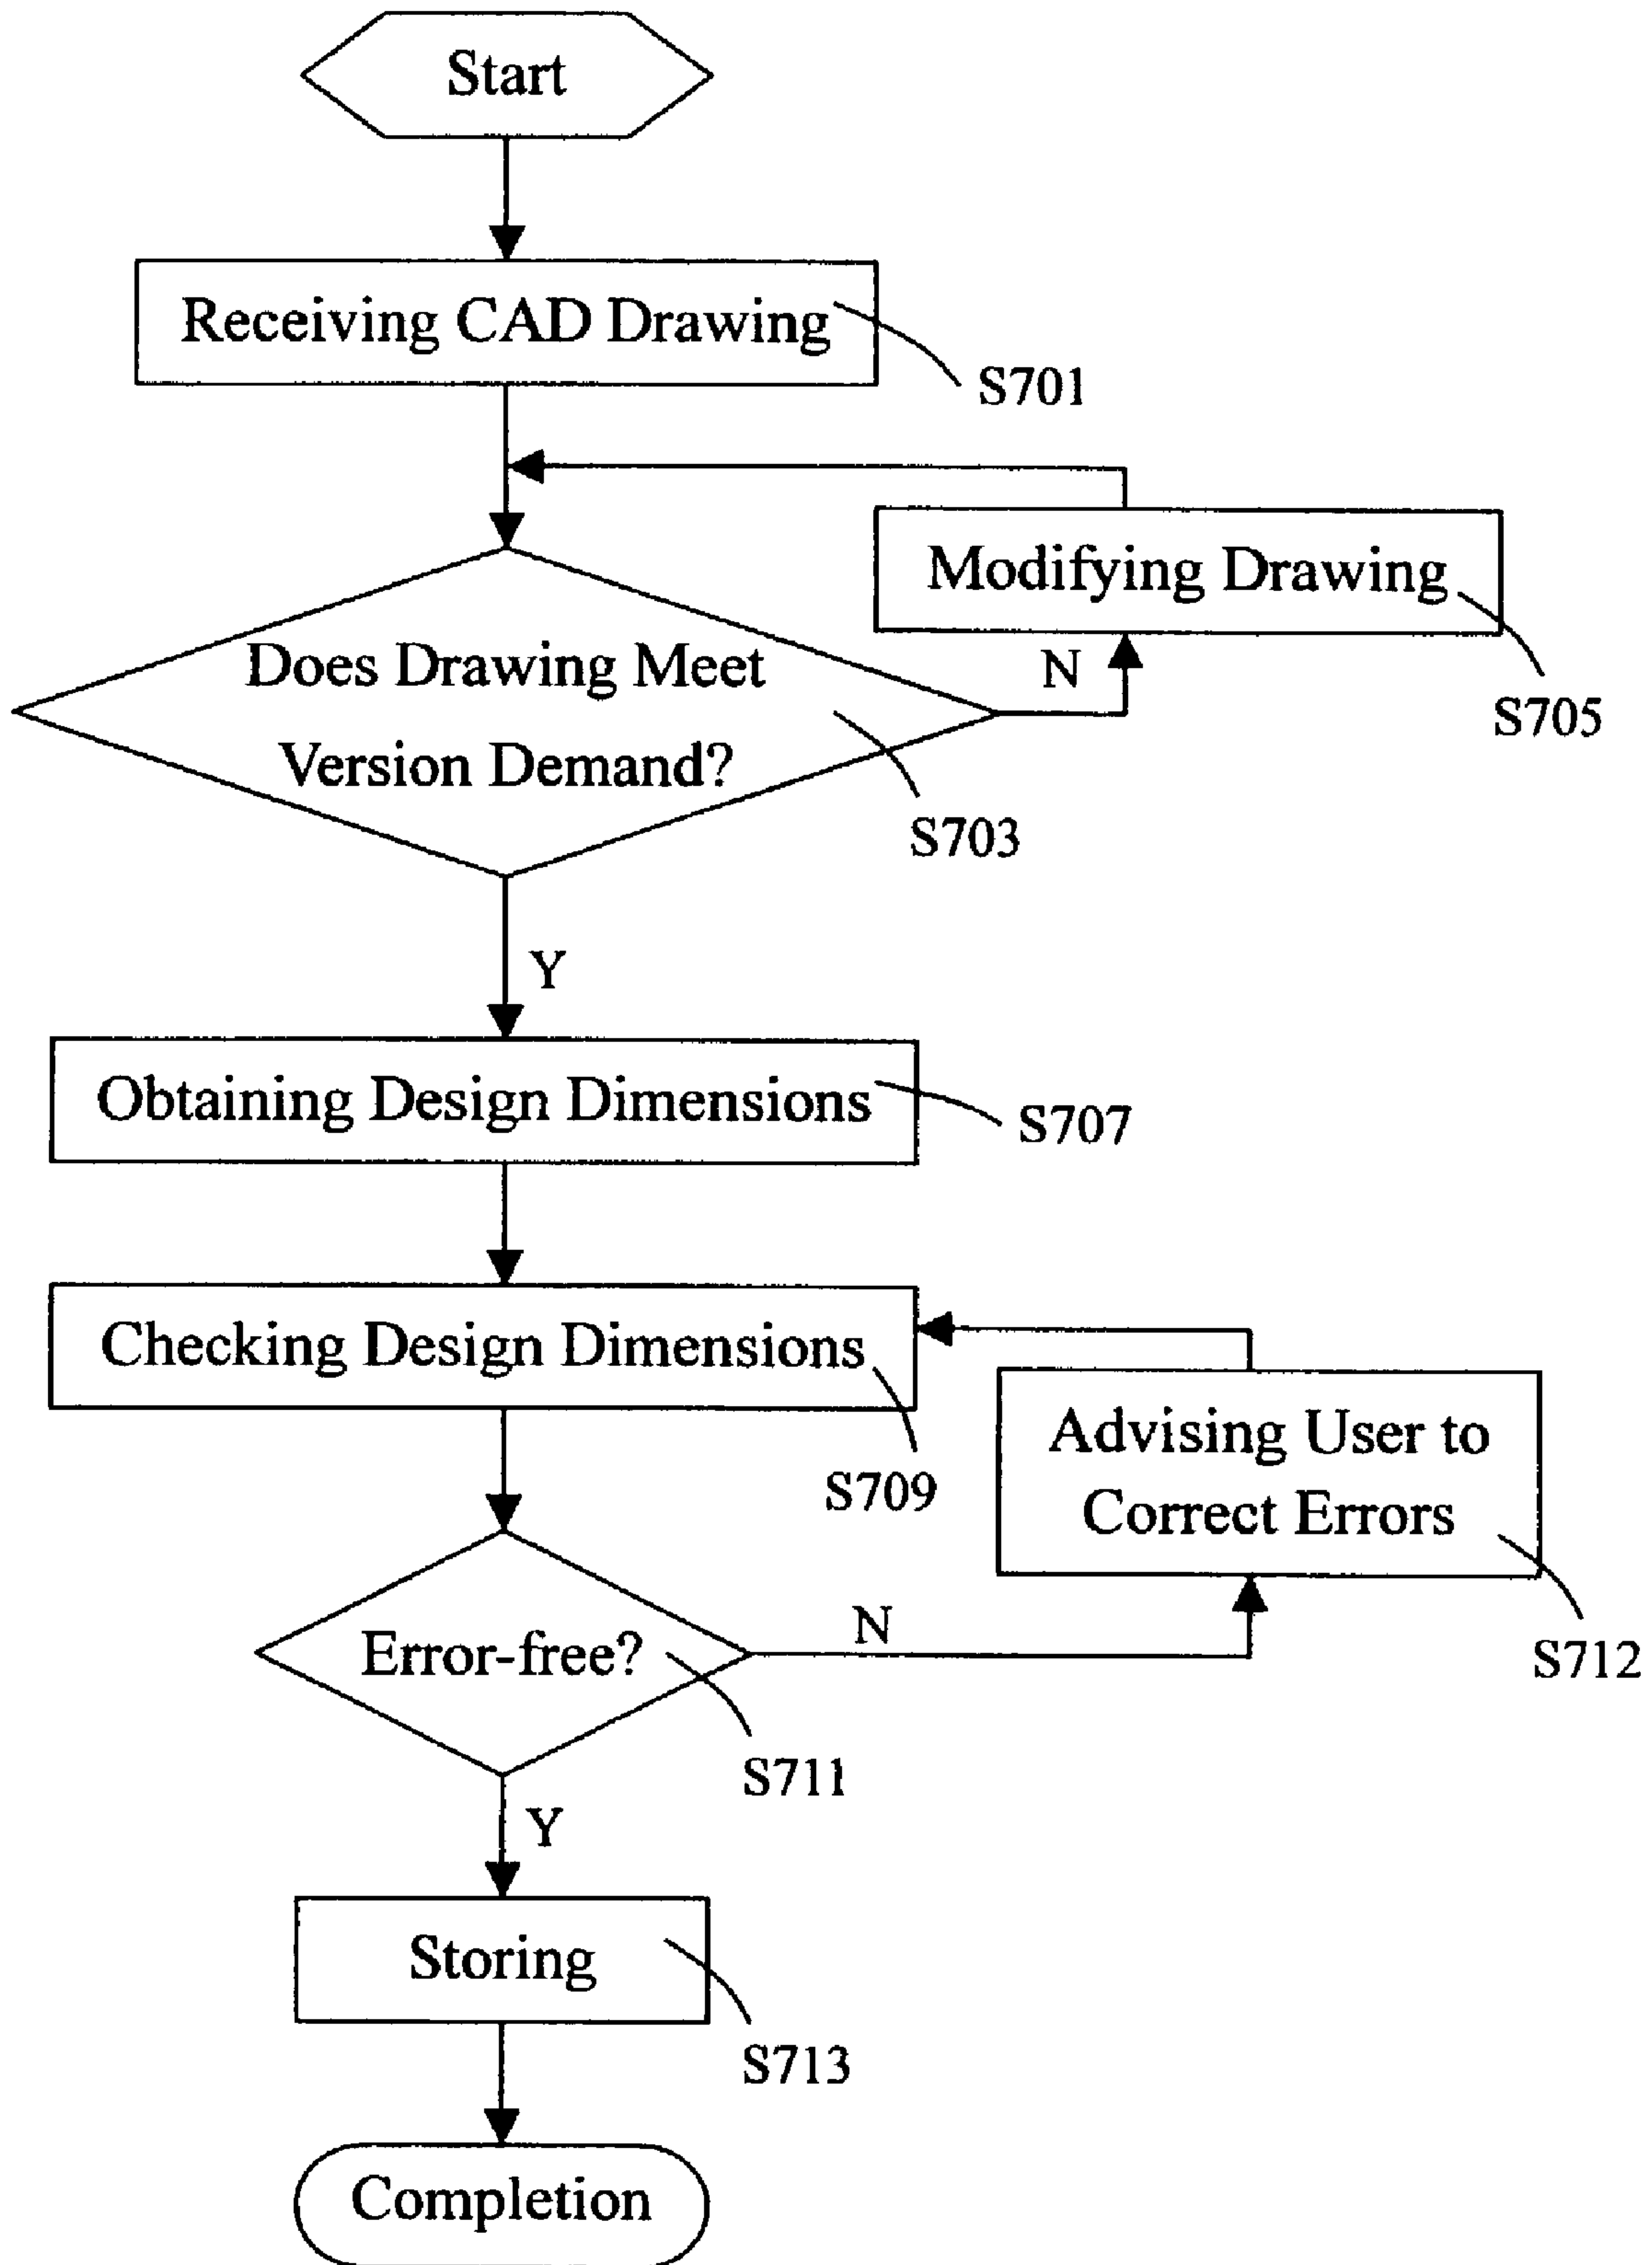 Start
Receiving CAD Drawing
S701
Modifying Drawing
S705
Does Drawing Meet
N
Version Demand?
S703
Y
Obtaining Design Dimensions
S707
Checking Design Dimensions
S709
Advising User to
Correct Errors
S712
Error-free?
N
S711
Y
Storing
S713
Completion